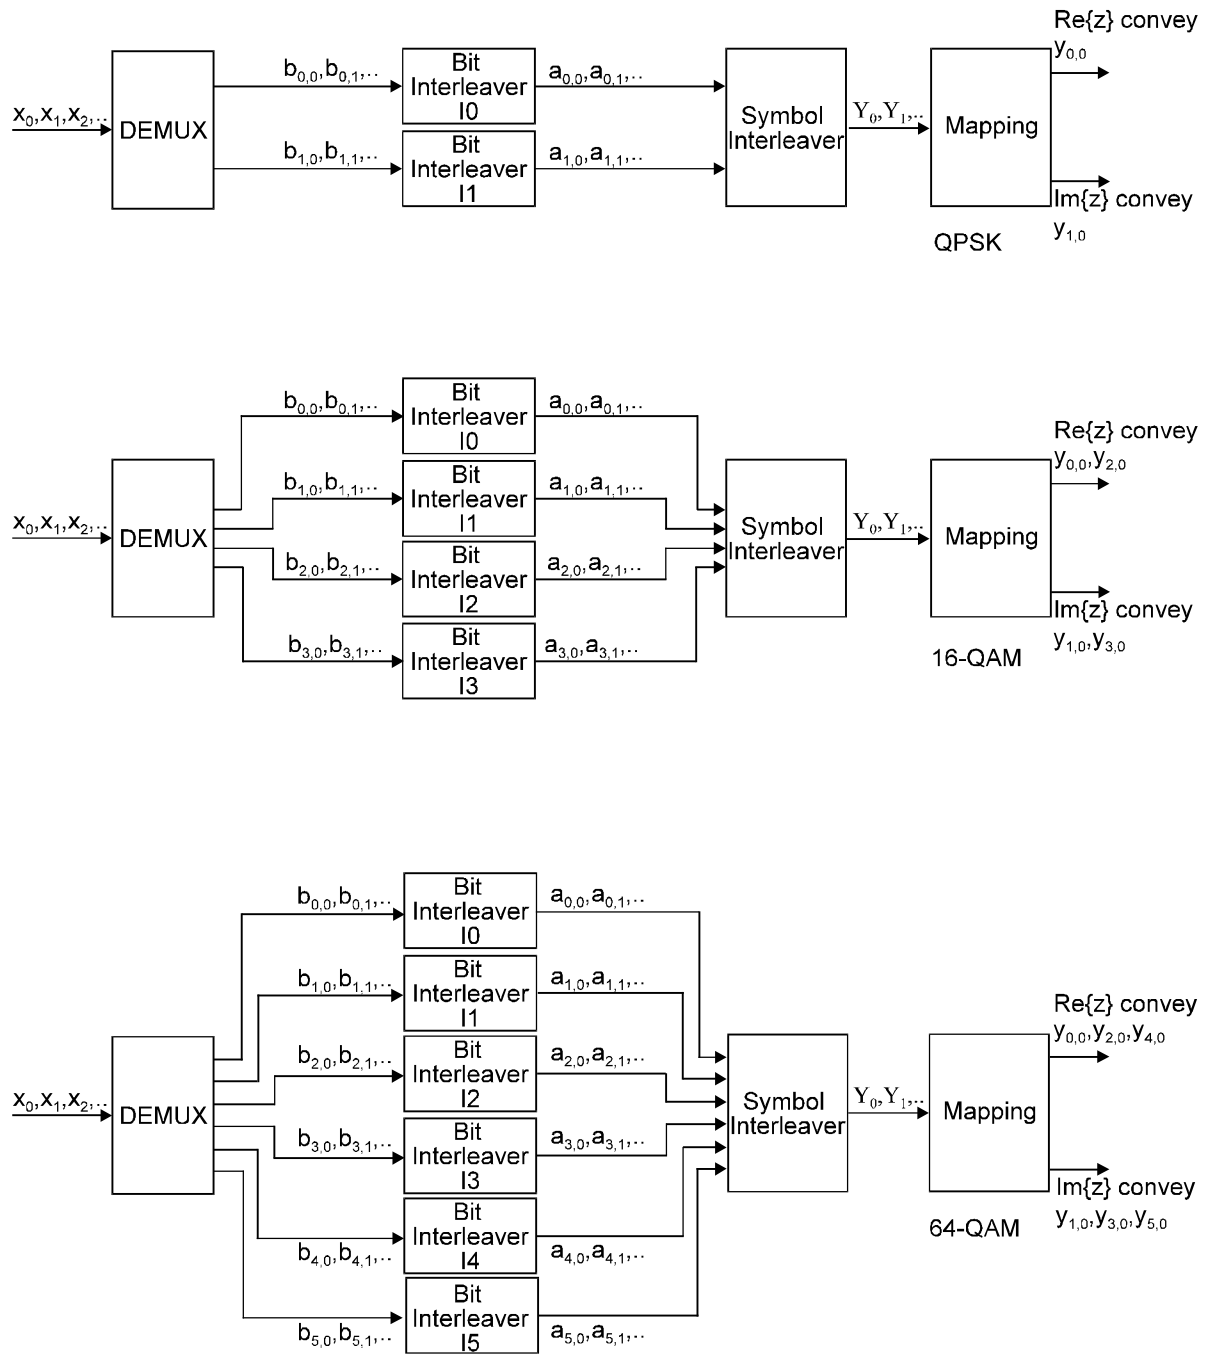 Re{z} convey
y0,0
x0,x1,x2,..
DEMUX
b0,0,b0,1,..
Bit
Interleaver
I0
a0,0,a0,1,..
b1,0,b1,1,..
Bit
Interleaver
I1
a1,0,a1,1,..
Symbol
Interleaver
Y0,Y1,..
Mapping
Im{z} convey
y1,0
QPSK
x0,x1,x2,..
DEMUX
b0,0,b0,1,..
Bit
Interleaver
I0
a0,0,a0,1,..
b1,0,b1,1,..
Bit
Interleaver
I1
a1,0,a1,1,..
b2,0,b2,1,..
Bit
Interleaver
I2
a2,0,a2,1,..
b3,0,b3,1,..
Bit
Interleaver
I3
a3,0,a3,1,..
Symbol
Interleaver
Y0,Y1,..
Mapping
Re{z} convey
y0,0,y2,0
Im{z} convey
y1,0,y3,0
16-QAM
x0,x1,x2,..
DEMUX
b0,0,b0,1,..
Bit
Interleaver
I0
a0,0,a0,1,..
b1,0,b1,1,..
Bit
Interleaver
I1
a1,0,a1,1,..
b2,0,b2,1,..
Bit
Interleaver
I2
a2,0,a2,1,..
b3,0,b3,1,..
Bit
Interleaver
I3
a3,0,a3,1,..
b4,0,b4,1,..
Bit
Interleaver
I4
a4,0,a4,1,..
b5,0,b5,1,..
Bit
Interleaver
I5
a5,0,a5,1,..
Symbol
Interleaver
Y0,Y1,..
Mapping
Re{z} convey
y0,0,y2,0,y4,0
Im{z} convey
y1,0,y3,0,y5,0
64-QAM